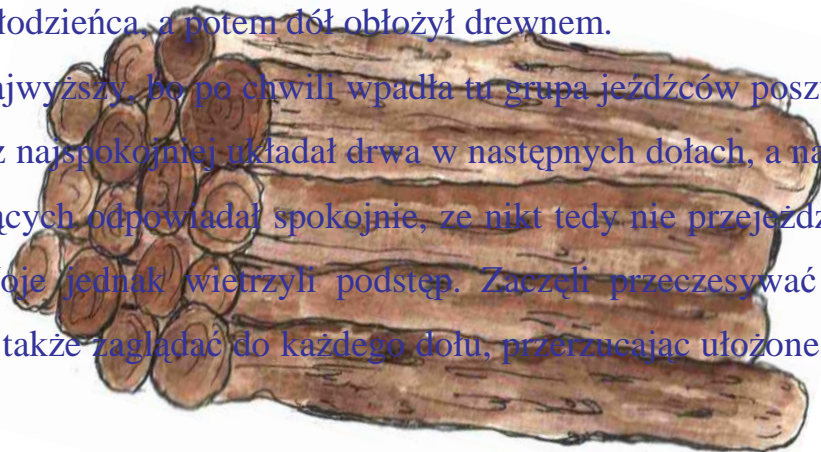 łodzieńca, a potem dół obłożył drewnem.
ajwyższy, bo po chwili wpadła tu grupa jeźdźców posz
z najspokojniej układał drwa w następnych dołach, a na
ących odpowiadał spokojnie, ze nikt tedy nie przejeżdż
oje jednak wietrzyli podstęp. Zaczęli przeczesywać
także zaglądać do każdego dołu, przerzucając ułożone